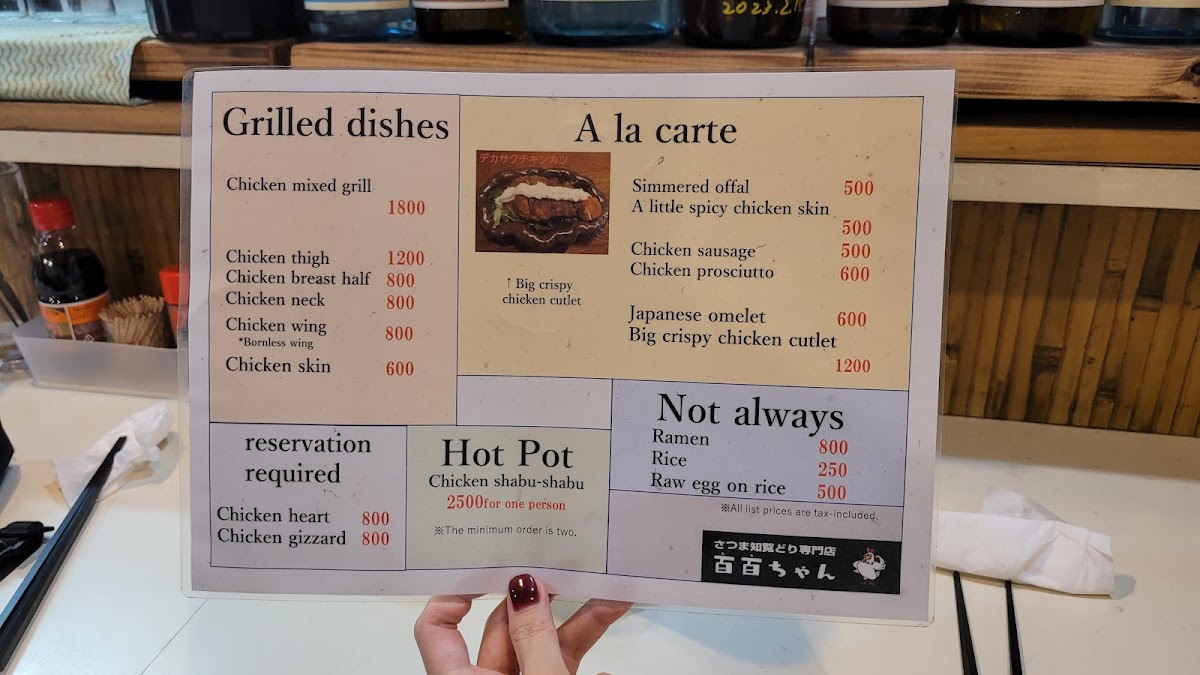 2023.2
Grilled dishes
Chicken mixed grill
1800
Chicken thigh 1200
Chicken breast half 800
Chicken neck 800
Chicken wing 800
*Bornless wing
Chicken skin 600
A la carte
デカサクチキンカツ
↑Big crispy
chicken cutlet
Simmered offal 500
A little spicy chicken skin
500
Chicken sausage 500
Chicken prosciutto 600
Japanese omelet 600
Big crispy chicken cutlet
1200
reservation
required
Chicken heart 800
Chicken gizzard 800
Hot Pot
Chicken shabu-shabu
2500for one person
※The minimum order is two.
Not always
Ramen 800
Rice 250
Raw egg on rice 500
※All list prices are tax-included.
さつま知覧どり専門店
百百ちゃん